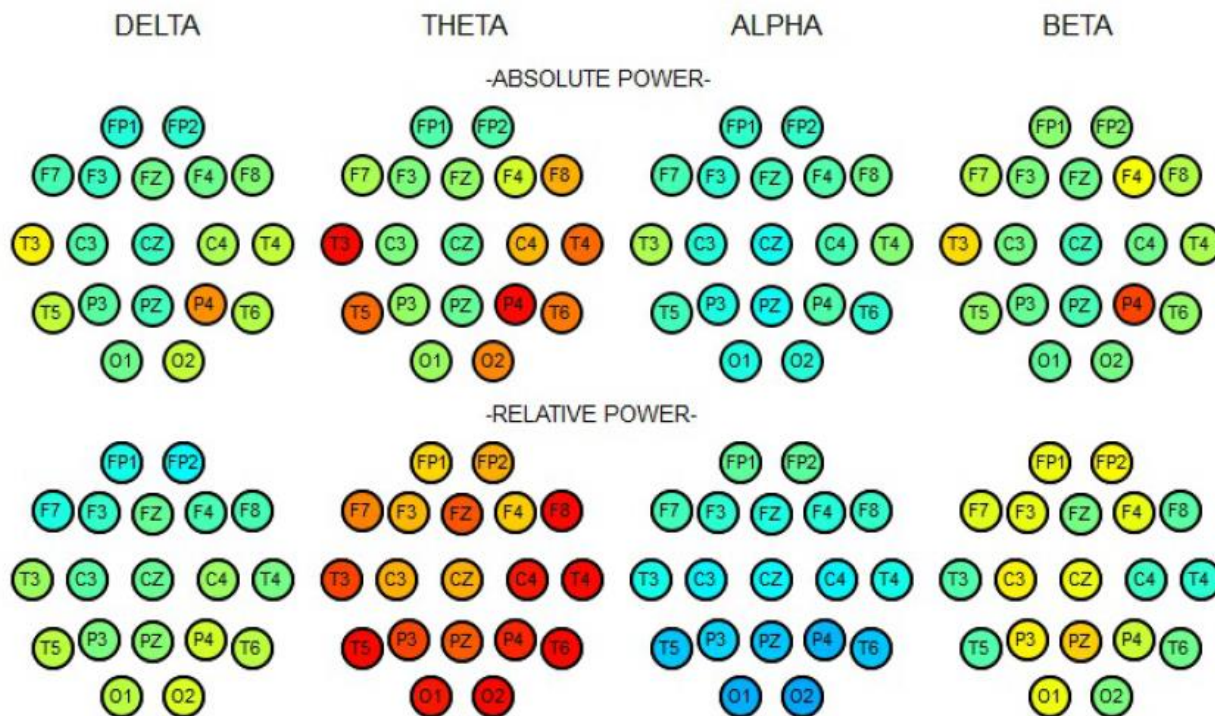 DELTA THETA ALPHA BETA
-ABSOLUTE POWER-
FP1 FP2 FP1 FP2 FP1 FP2 FP1 FP2
F7 F3 FZ F4 F8 F7 F3 FZ F4 F8 F7 F3 FZ F4 F8 F7 F3 FZ F4 F8
T3 C3 CZ C4 T4 T3 C3 CZ C4 T4 T3 C3 CZ C4 T4 T3 C3 CZ C4 T4
T5 P3 PZ P4 T6 T5 P3 PZ P4 T6 T5 P3 PZ P4 T6 T5 P3 PZ P4 T6
O1 O2 O1 O2 O1 O2 O1 O2
-RELATIVE POWER-
FP1 FP2 FP1 FP2 FP1 FP2 FP1 FP2
F7 F3 FZ F4 F8 F7 F3 FZ F4 F8 F7 F3 FZ F4 F8 F7 F3 FZ F4 F8
T3 C3 CZ C4 T4 T3 C3 CZ C4 T4 T3 C3 CZ C4 T4 T3 C3 CZ C4 T4
T5 P3 PZ P4 T6 T5 P3 PZ P4 T6 T5 P3 PZ P4 T6 T5 P3 PZ P4 T6
O1 O2 O1 O2 O1 O2 O1 O2